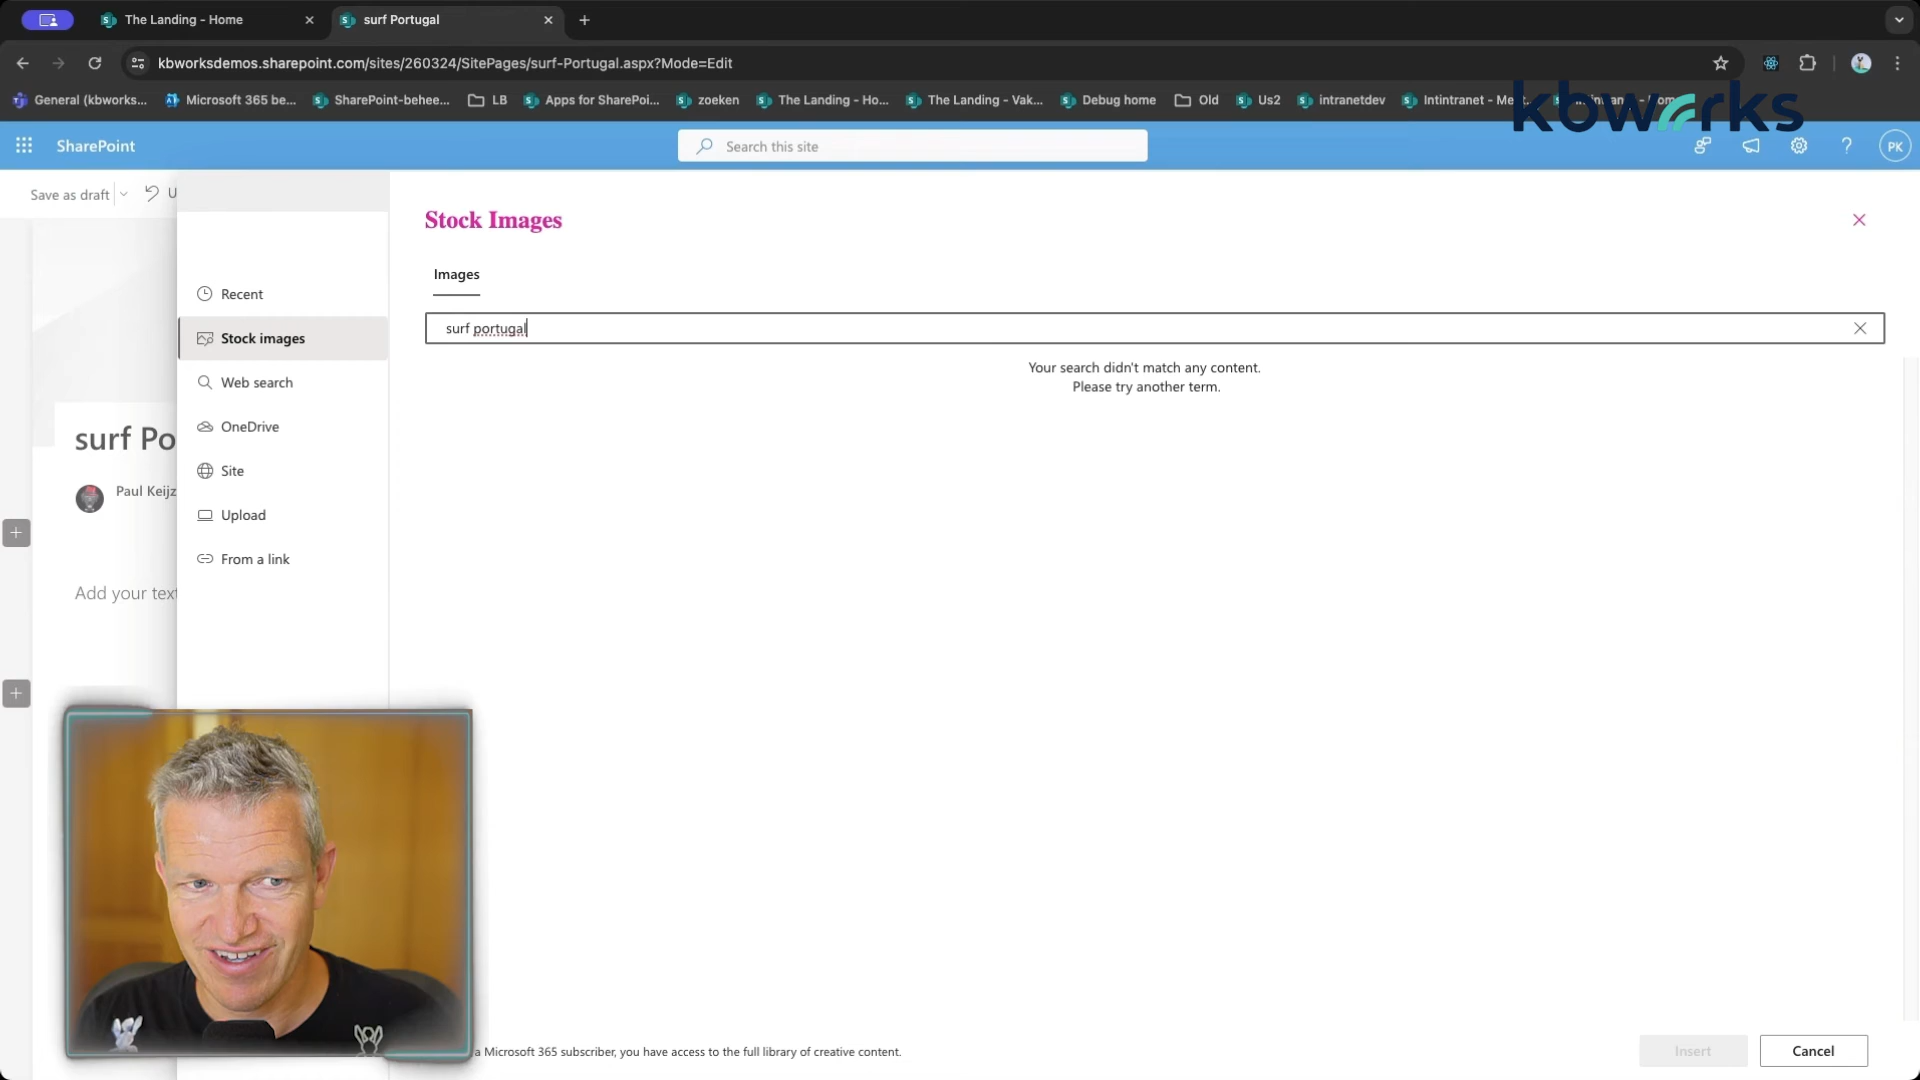 The Landing - Home
surf Portugal
kbworksdemos.sharepoint.com/sites/260324/SitePages/surf-Portugal.aspx?Mode=Edit
General (kbworks...
Microsoft 365 be...
SharePoint-behee...
LB
Apps for SharePoi...
zoeken
The Landing - Ho...
The Landing - Vak...
Debug home
Old
Us2
intranetdev
Intintranet - Me
kbworks
SharePoint
Search this site
PK
Save as draft
U
Stock Images
Images
Recent
surf portugal
Stock images
Your search didn't match any content.
Please try another term.
Web search
OneDrive
surf Po
Site
Paul Keijz
Upload
From a link
Add your text
a Microsoft 365 subscriber, you have access to the full library of creative content.
Insert
Cancel